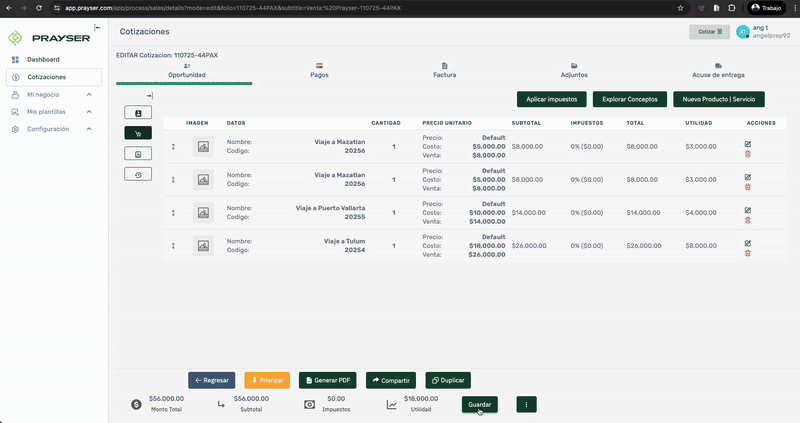 app.prayser.com/app/process/sales/details?mode=edit&folio=110725-44PAX&subtitle=Venta:%20Prayser-110725-44PAX
Trabajo
PRAYSER
Cotizaciones
Cotizar
ang t
angelprep92
Dashboard
Cotizaciones
Mi negocio
Mis plantillas
Configuración
EDITAR Cotizacion: 110725-44PAX
Oportunidad Pagos Factura Adjuntos Acuse de entrega
Aplicar impuestos Explorar Conceptos Nuevo Producto | Servicio
IMAGEN DATOS CANTIDAD PRECIO UNITARIO SUBTOTAL IMPUESTOS TOTAL UTILIDAD ACCIONES
Nombre: Viaje a Mazatlan Precio: Default
Codigo: 20256 1 Costo: $5,000.00 $8,000.00 0% ($0.00) $8,000.00 $3,000.00
Venta: $8,000.00
Nombre: Viaje a Mazatlan Precio: Default
Codigo: 20256 1 Costo: $5,000.00 $8,000.00 0% ($0.00) $8,000.00 $3,000.00
Venta: $8,000.00
Nombre: Viaje a Puerto Vallarta Precio: Default
Codigo: 20255 1 Costo: $10,000.00 $14,000.00 0% ($0.00) $14,000.00 $4,000.00
Venta: $14,000.00
Nombre: Viaje a Tulum Precio: Default
Codigo: 20254 1 Costo: $18,000.00 $26,000.00 0% ($0.00) $26,000.00 $8,000.00
Venta: $26,000.00
Regresar Priorizar Generar PDF Compartir Duplicar
$56,000.00 $56,000.00 $0.00 $18,000.00 Guardar
Monto Total Subtotal Impuestos Utilidad